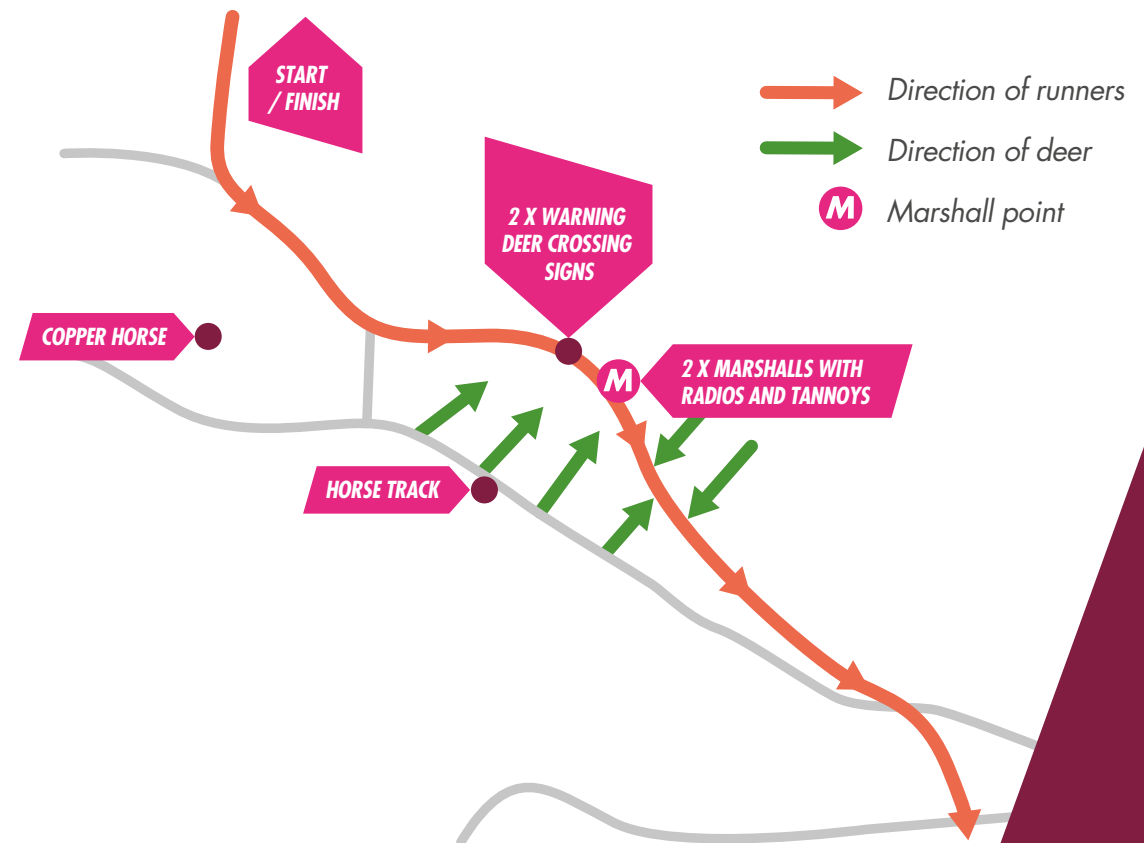 START
/ FINISH
Direction of runners
Direction of deer
M
Marshall point
2 X WARNING
DEER CROSSING
SIGNS
COPPER HORSE
M
2 X MARSHALLS WITH
RADIOS AND TANNOYS
HORSE TRACK